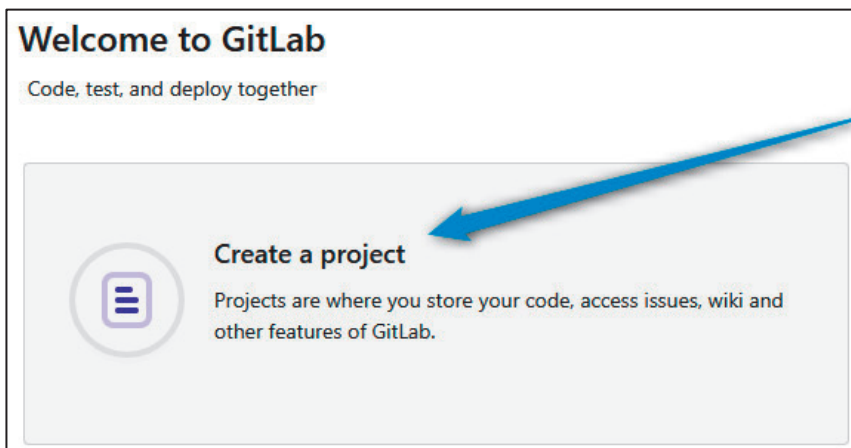 Welcome to GitLab
Code, test, and deploy together
Create a project
Projects are where you store your code, access issues, wiki and
other features of GitLab.